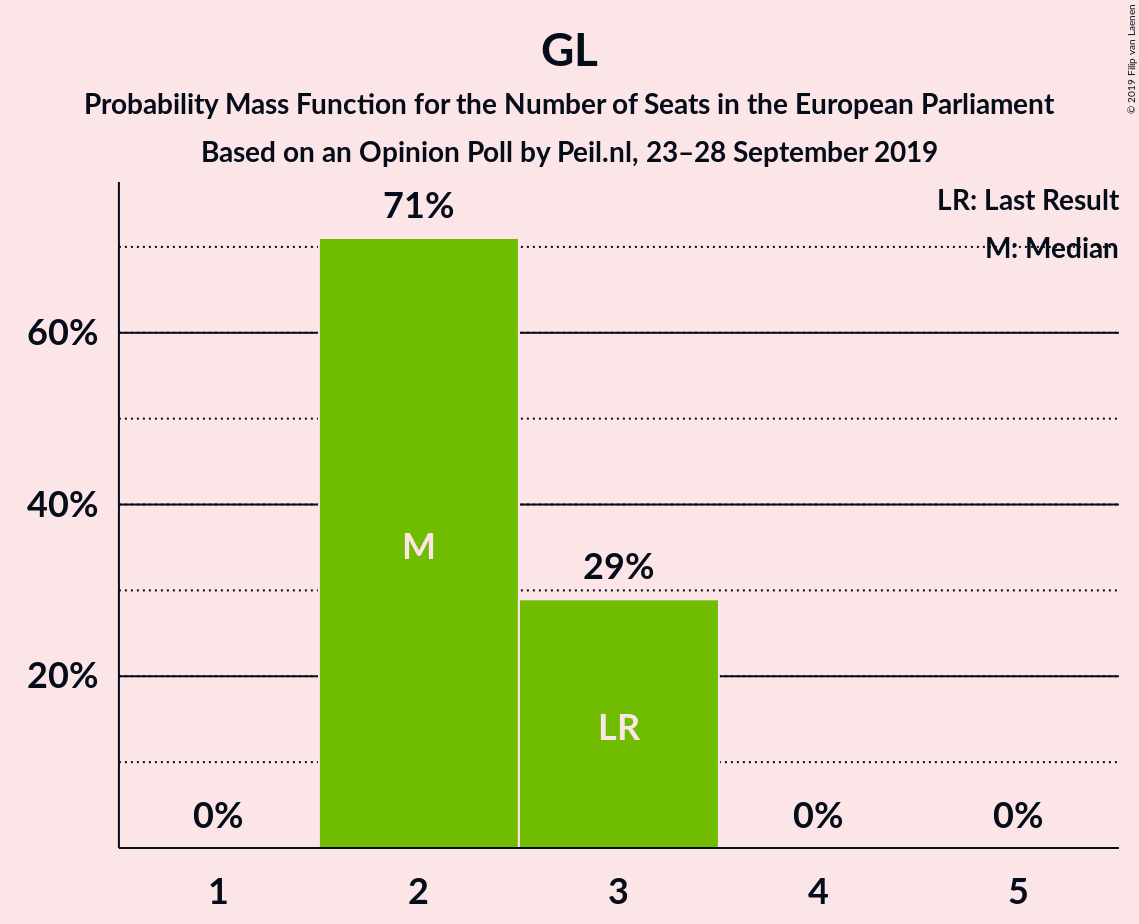 GL
Probability Mass Function for the Number of Seats in the European Parliament
Based on an Opinion Poll by Peil.nl, 23–28 September 2019
© 2019 Filip van Laenen
LR: Last Result
M: Median
71%
60%
40%
M
29%
20%
LR
0%
0%
0%
1
2
3
4
5